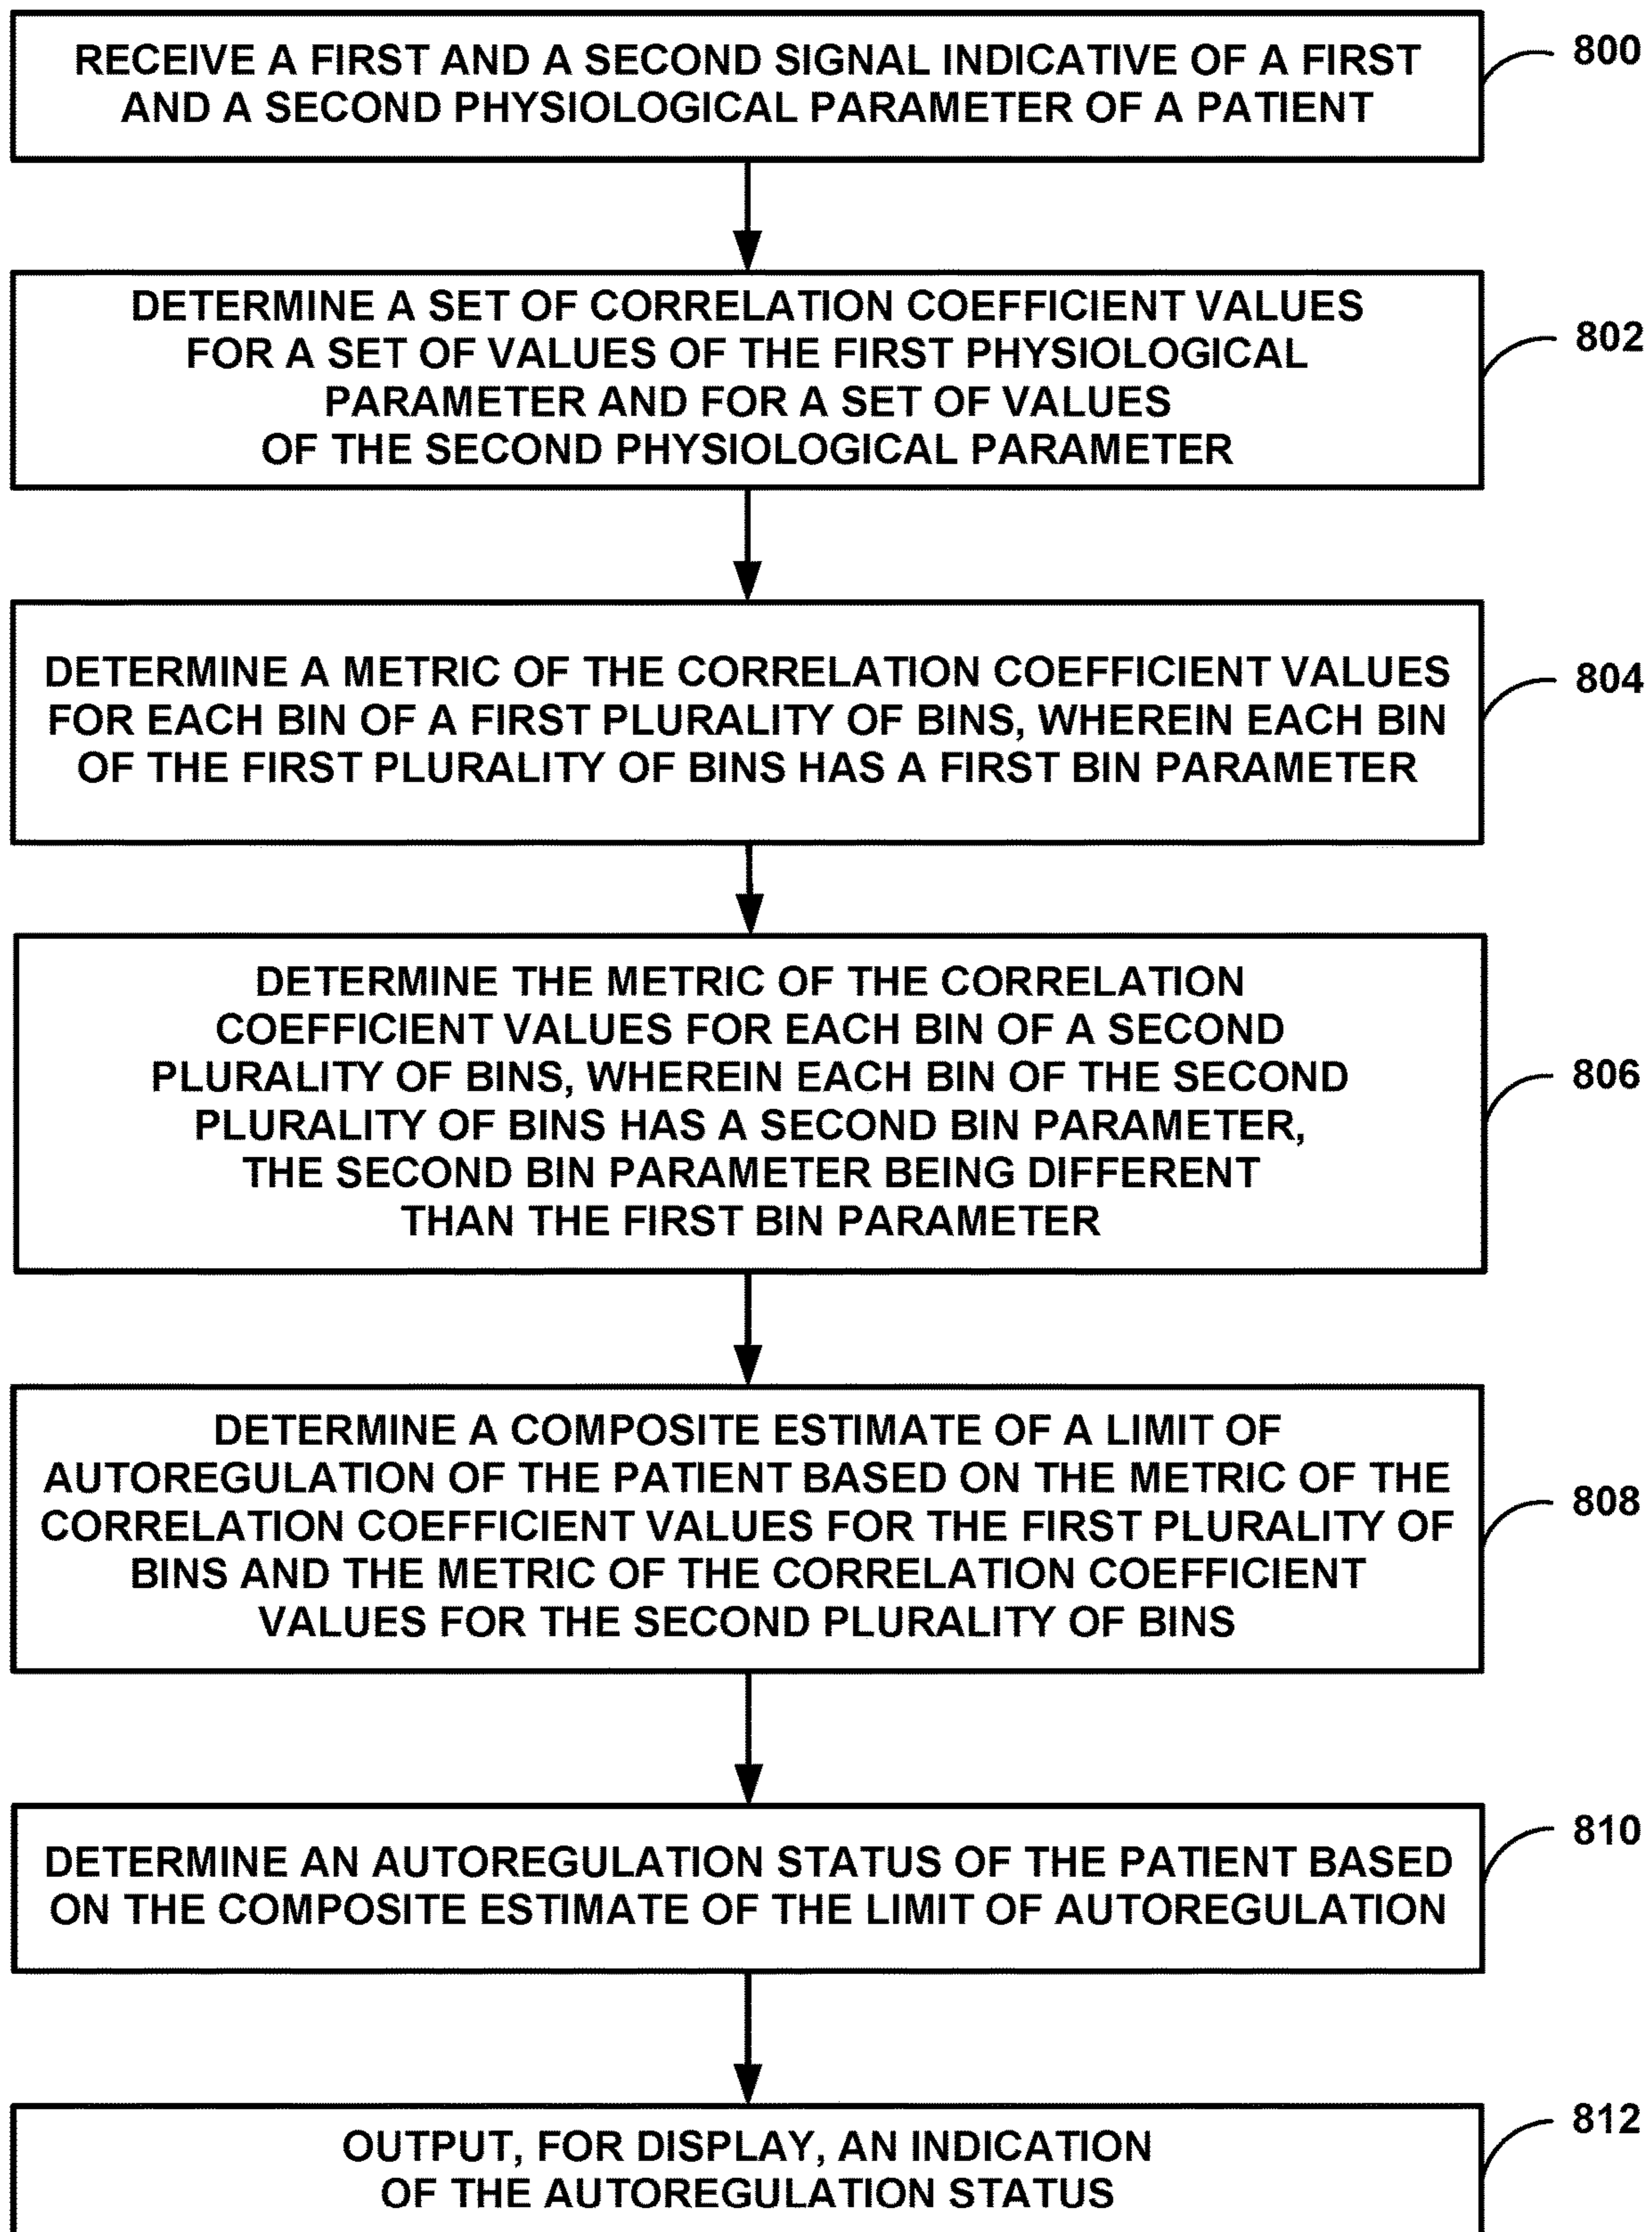 RECEIVE A FIRST AND A SECOND SIGNAL INDICATIVE OF A FIRST
AND A SECOND PHYSIOLOGICAL PARAMETER OF A PATIENT
800
DETERMINE A SET OF CORRELATION COEFFICIENT VALUES
FOR A SET OF VALUES OF THE FIRST PHYSIOLOGICAL
PARAMETER AND FOR A SET OF VALUES
OF THE SECOND PHYSIOLOGICAL PARAMETER
802
DETERMINE A METRIC OF THE CORRELATION COEFFICIENT VALUES
FOR EACH BIN OF A FIRST PLURALITY OF BINS, WHEREIN EACH BIN
OF THE FIRST PLURALITY OF BINS HAS A FIRST BIN PARAMETER
804
DETERMINE THE METRIC OF THE CORRELATION
COEFFICIENT VALUES FOR EACH BIN OF A SECOND
PLURALITY OF BINS, WHEREIN EACH BIN OF THE SECOND
PLURALITY OF BINS HAS A SECOND BIN PARAMETER,
THE SECOND BIN PARAMETER BEING DIFFERENT
THAN THE FIRST BIN PARAMETER
806
DETERMINE A COMPOSITE ESTIMATE OF A LIMIT OF
AUTOREGULATION OF THE PATIENT BASED ON THE METRIC OF THE
CORRELATION COEFFICIENT VALUES FOR THE FIRST PLURALITY OF
BINS AND THE METRIC OF THE CORRELATION COEFFICIENT
VALUES FOR THE SECOND PLURALITY OF BINS
808
DETERMINE AN AUTOREGULATION STATUS OF THE PATIENT BASED
ON THE COMPOSITE ESTIMATE OF THE LIMIT OF AUTOREGULATION
810
OUTPUT, FOR DISPLAY, AN INDICATION
OF THE AUTOREGULATION STATUS
812